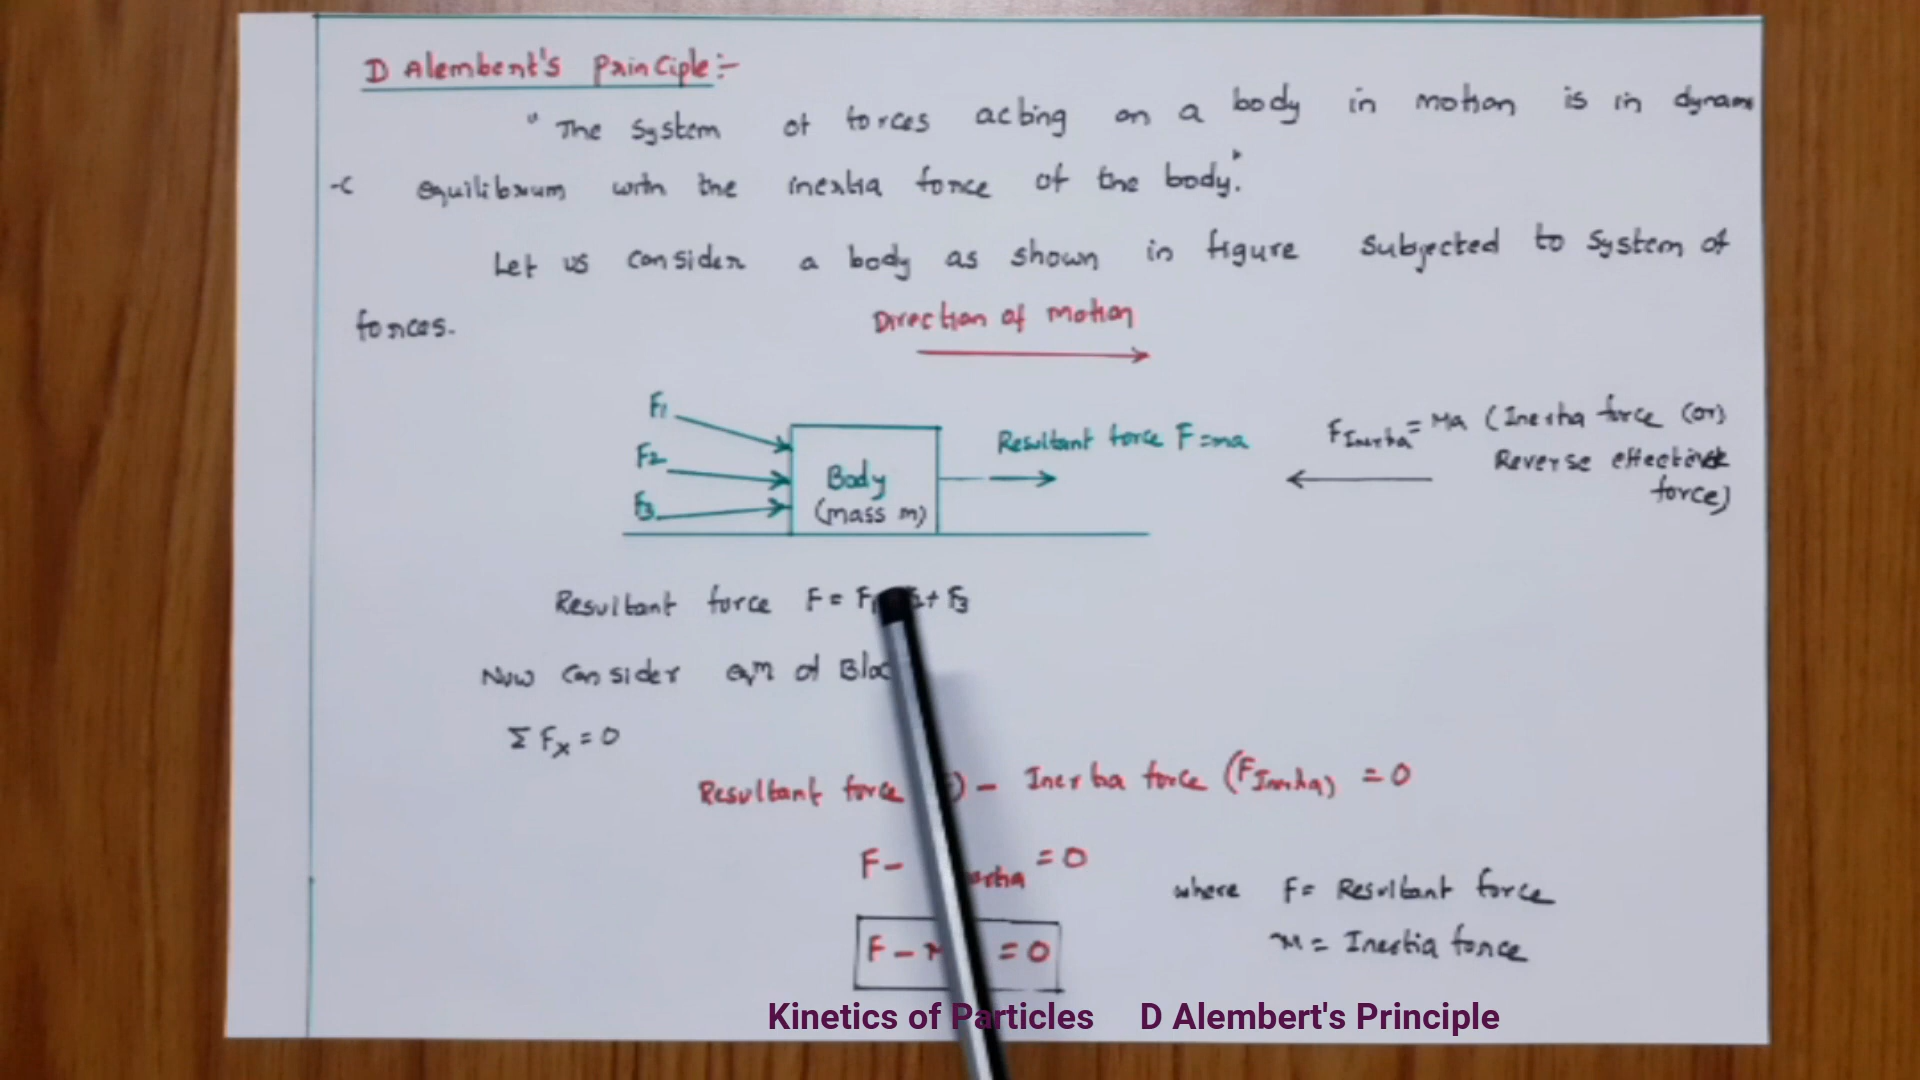 D Alembert's Principle:-
"The System of forces acting on a body in motion is in dynami
-c equilibrium with the inertia force of the body."
Let us consider a body as shown in figure subjected to system of
forces.
Direction of motion
F1
F2
F3
Body
(mass m)
Resultant force F=ma
FInertia = Ma (Inertia force (or)
Reverse effective
force)
Resultant force F = F1 + F3
Now Consider eqm of
Σ Fx = 0
Resultant force ) - Inertia force (FInertia) = 0
F - = 0
F - = 0
where F = Resultant force
m = Inertia force
Kinetics of Particles D Alembert's Principle